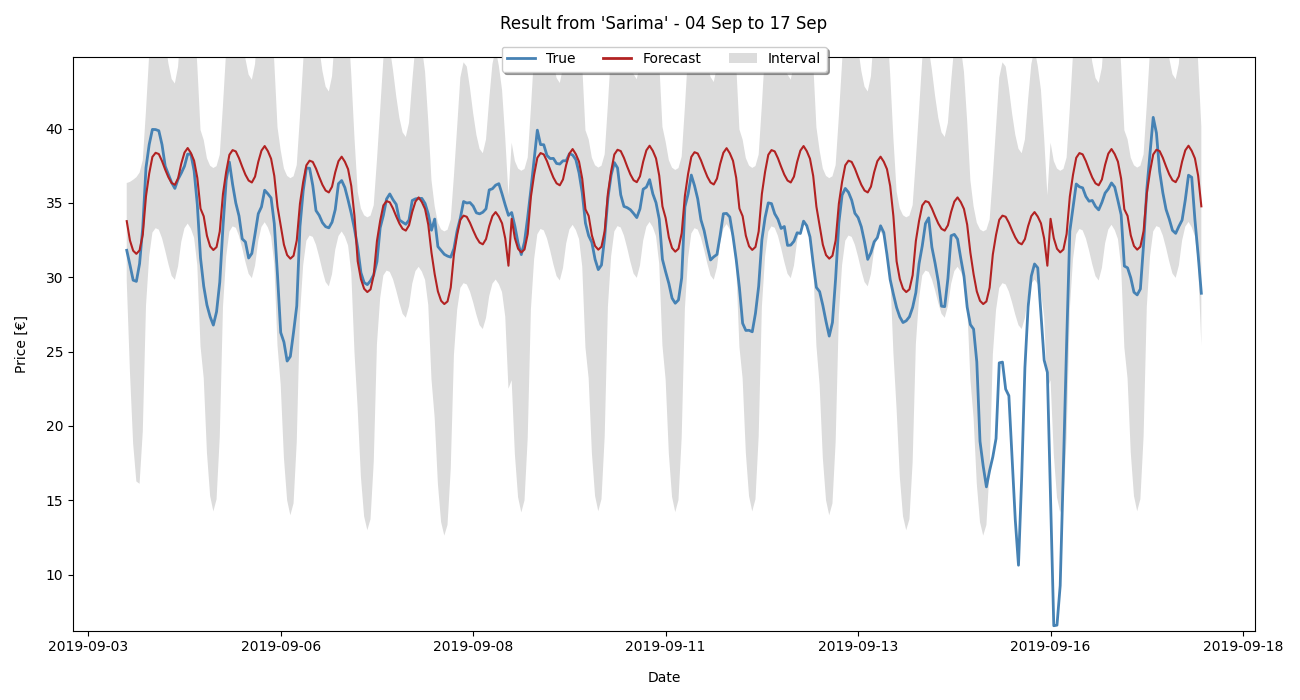 Result from 'Sarima' - 04 Sep to 17 Sep
True Forecast Interval
40
35
30
25
20
15
10
Price [€]
2019-09-03 2019-09-06 2019-09-08 2019-09-11 2019-09-13 2019-09-16 2019-09-18
Date